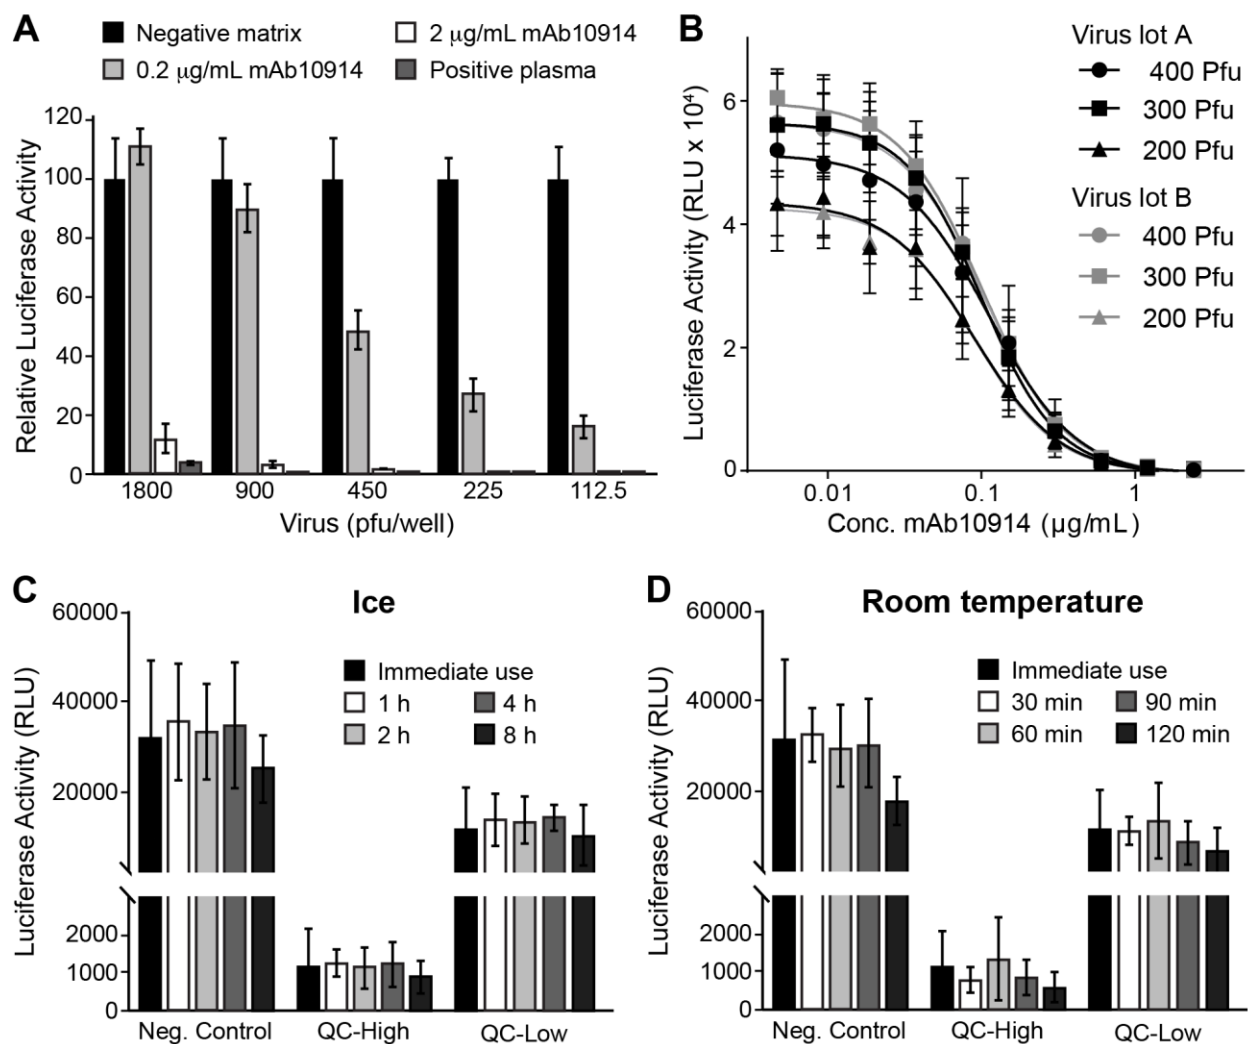 A
Negative matrix
2 μg/mL mAb10914
0.2 μg/mL mAb10914
Positive plasma
Relative Luciferase Activity
120
100
80
60
40
20
0
1800 900 450 225 112.5
Virus (pfu/well)
B
Luciferase Activity (RLU x 10⁴)
6
4
2
0
0.01 0.1 1
Conc. mAb10914 (μg/mL)
Virus lot A
400 Pfu
300 Pfu
200 Pfu
Virus lot B
400 Pfu
300 Pfu
200 Pfu
C
Ice
Luciferase Activity (RLU)
60000
40000
20000
2000
1000
0
Immediate use
1 h 4 h
2 h 8 h
Neg. Control QC-High QC-Low
D
Room temperature
Luciferase Activity (RLU)
60000
40000
20000
2000
1000
0
Immediate use
30 min 90 min
60 min 120 min
Neg. Control QC-High QC-Low